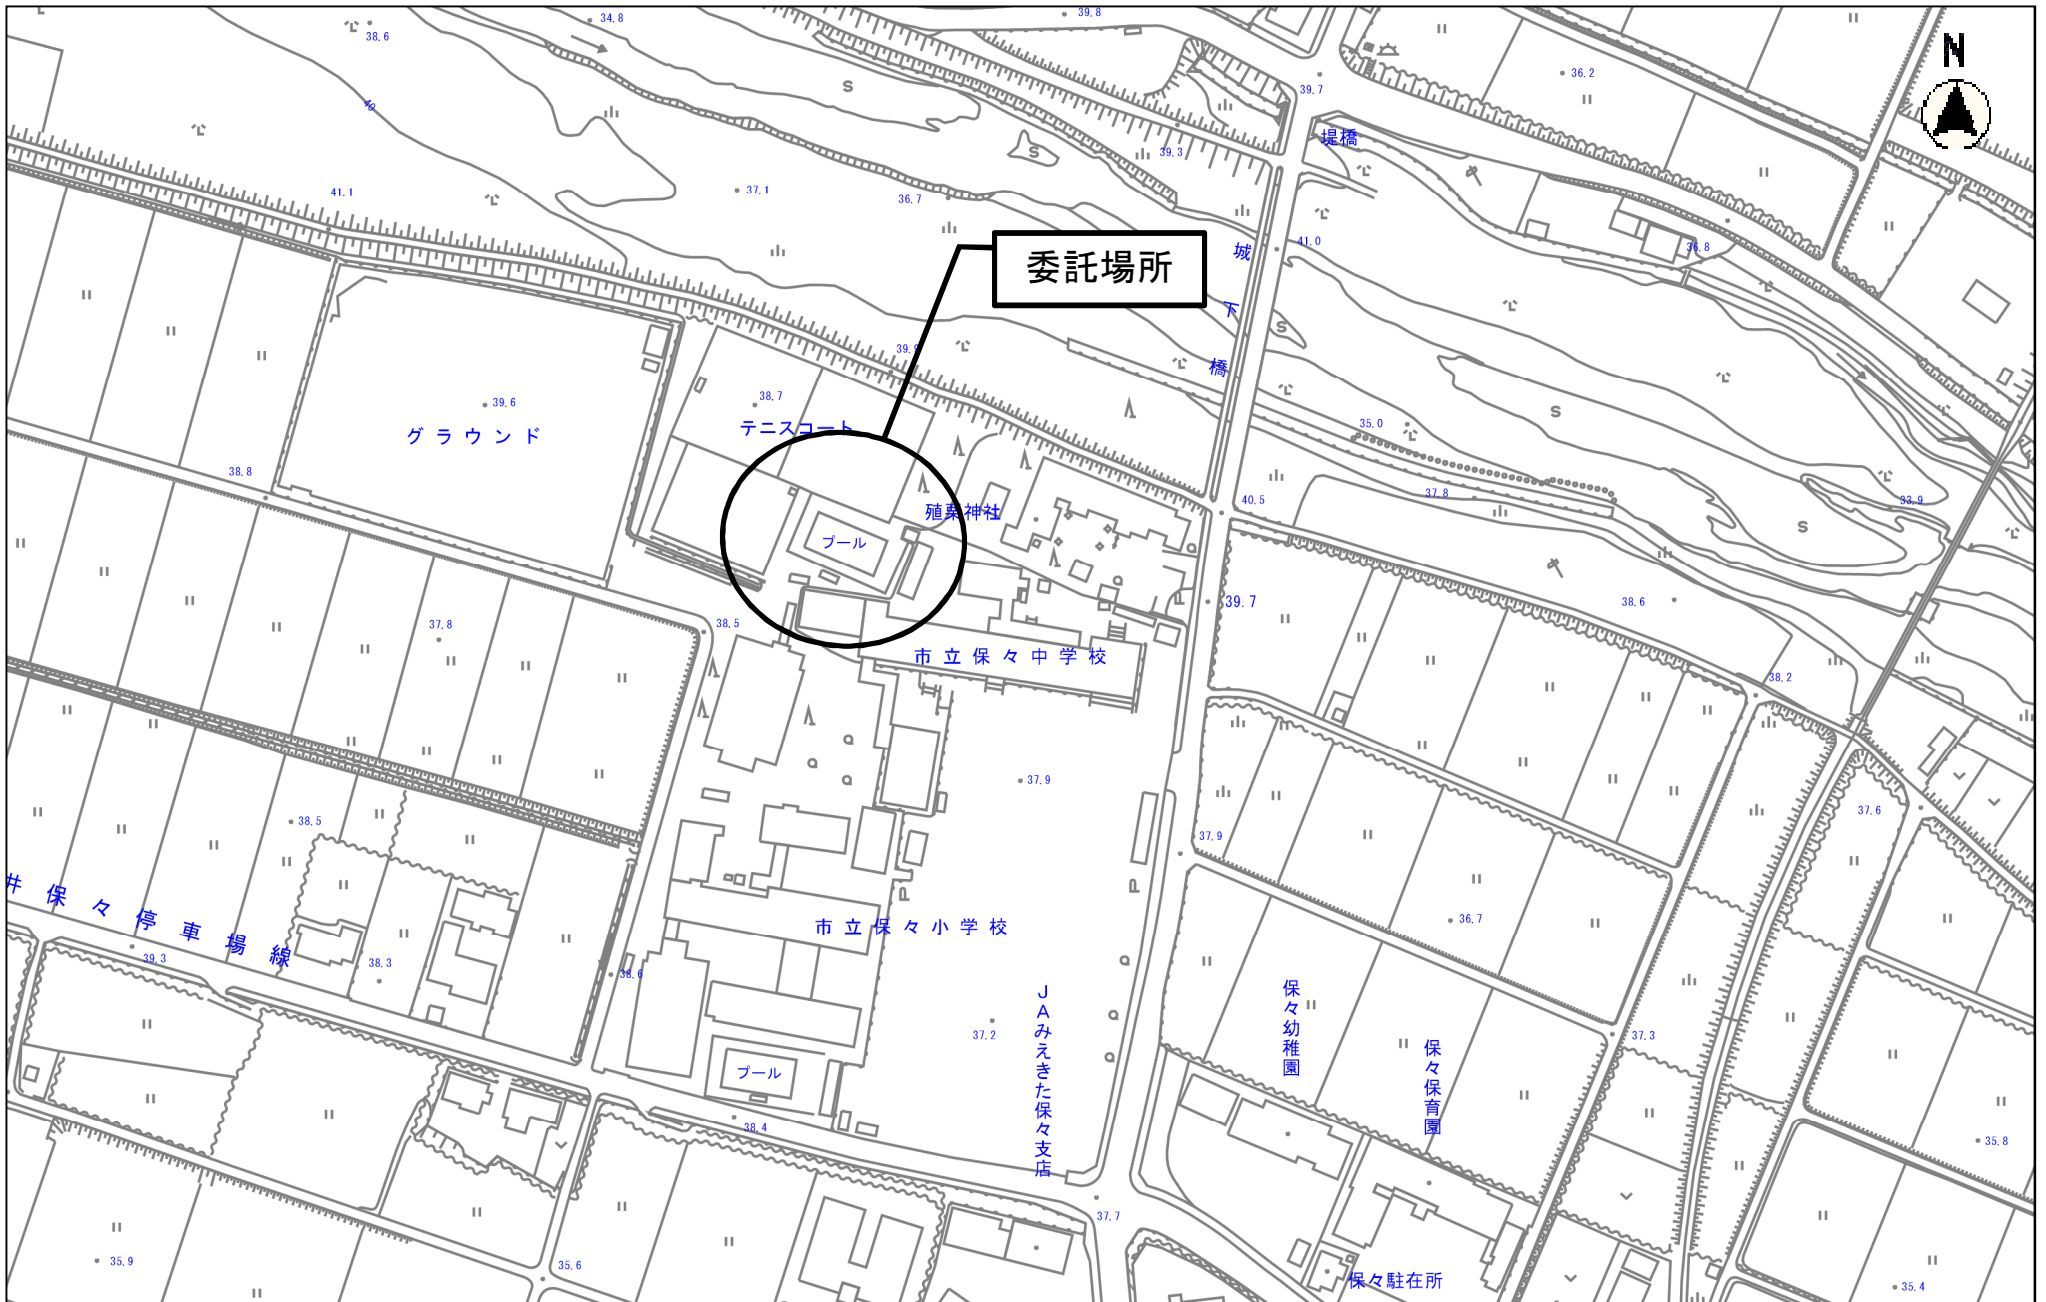 34.8
39.8
38.6
N
36.2
S
39.7
40
堤橋
S
39.3
41.1
37.1
36.7
城下橋
41.0
36.8
委託場所
S
39.9
39.6
38.7
グラウンド
テニスコート
S
35.0
38.8
37.8
40.5
33.9
殖栗神社
S
プール
39.7
38.6
38.5
37.8
市立保々中学校
38.2
37.9
38.5
37.9
37.6
井保々停車場線
P
36.7
市立保々小学校
39.3
38.3
38.6
JAみえきた保々支店
保々幼稚園
37.2
37.3
保々保育園
プール
38.4
35.8
37.7
35.9
35.6
保々駐在所
35.4